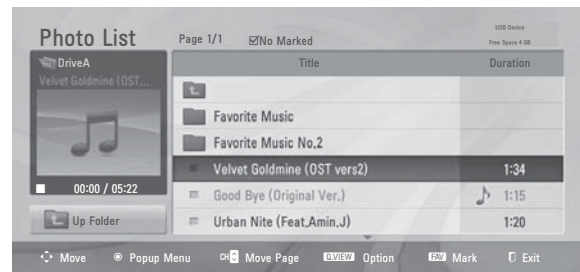 Photo List
Page 1/1 ☑No Marked
USB Device
Free Space 4 GB
DriveA
Velvet Goldmine (OST...
00:00 / 05:22
Up Folder
Title Duration
Favorite Music
Favorite Music No.2
Velvet Goldmine (OST vers2) 1:34
Good Bye (Original Ver.) 1:15
Urban Nite (Feat.Amin.J) 1:20
Move Popup Menu CH Move Page Q.VIEW Option FAV Mark Exit